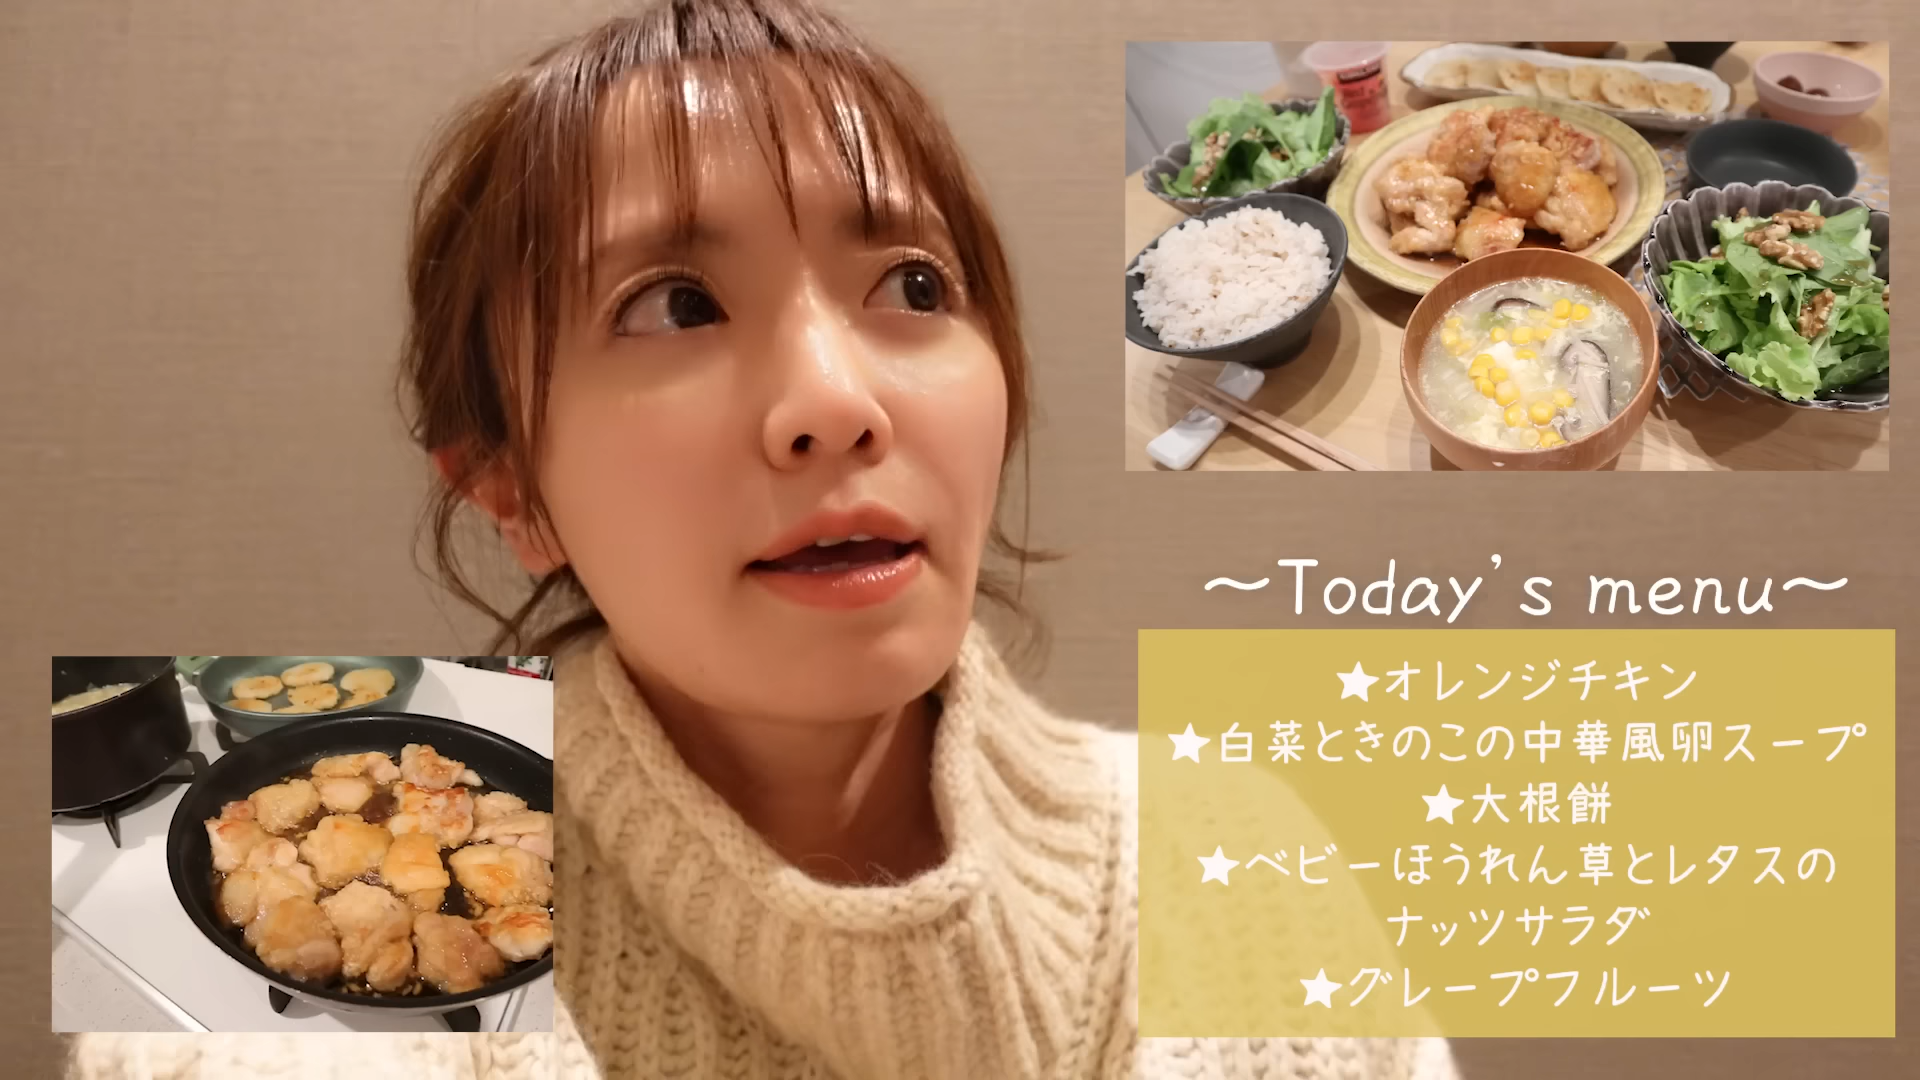 〜Today's menu〜
★オレンジチキン
★白菜ときのこの中華風卵スープ
★大根餅
★ベビーほうれん草とレタスの
ナッツサラダ
★グレープフルーツ